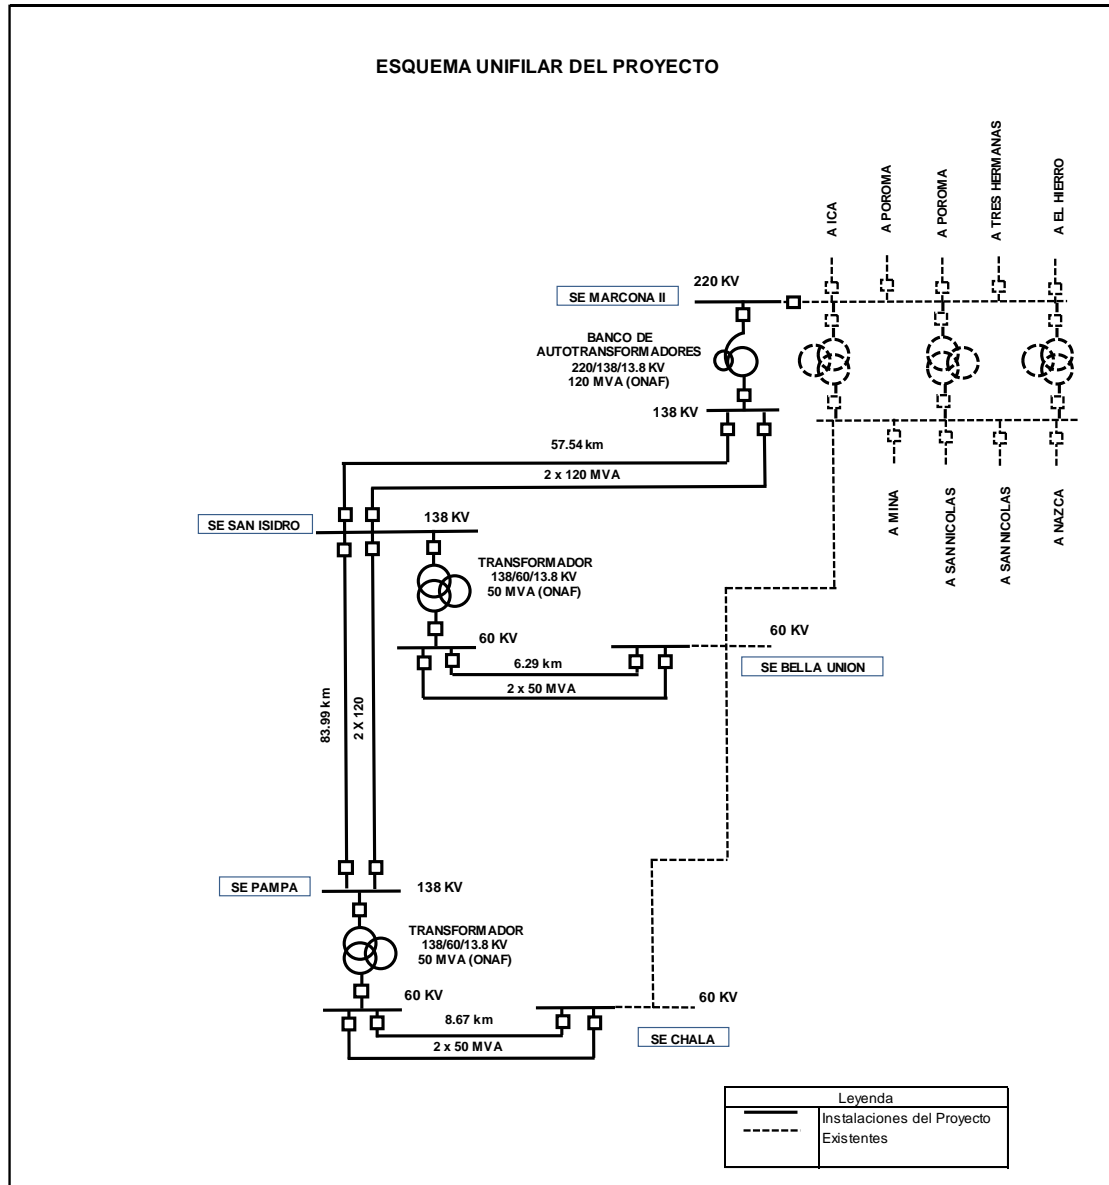 ESQUEMA UNIFILAR DEL PROYECTO
A ICA
A POROMA
A POROMA
A TRES HERMANAS
A EL HIERRO
220 KV
SE MARCONA II
BANCO DE
AUTOTRANSFORMADORES
220/138/13.8 KV
120 MVA (ONAF)
138 KV
57.54 km
2 x 120 MVA
A MINA
A SAN NICOLAS
A SAN NICOLAS
A NAZCA
SE SAN ISIDRO
138 KV
TRANSFORMADOR
138/60/13.8 KV
50 MVA (ONAF)
60 KV
60 KV
6.29 km
SE BELLA UNION
2 x 50 MVA
83.99 km
2 X 120
SE PAMPA
138 KV
TRANSFORMADOR
138/60/13.8 KV
50 MVA (ONAF)
60 KV
60 KV
8.67 km
SE CHALA
2 x 50 MVA
Leyenda
Instalaciones del Proyecto
Existentes